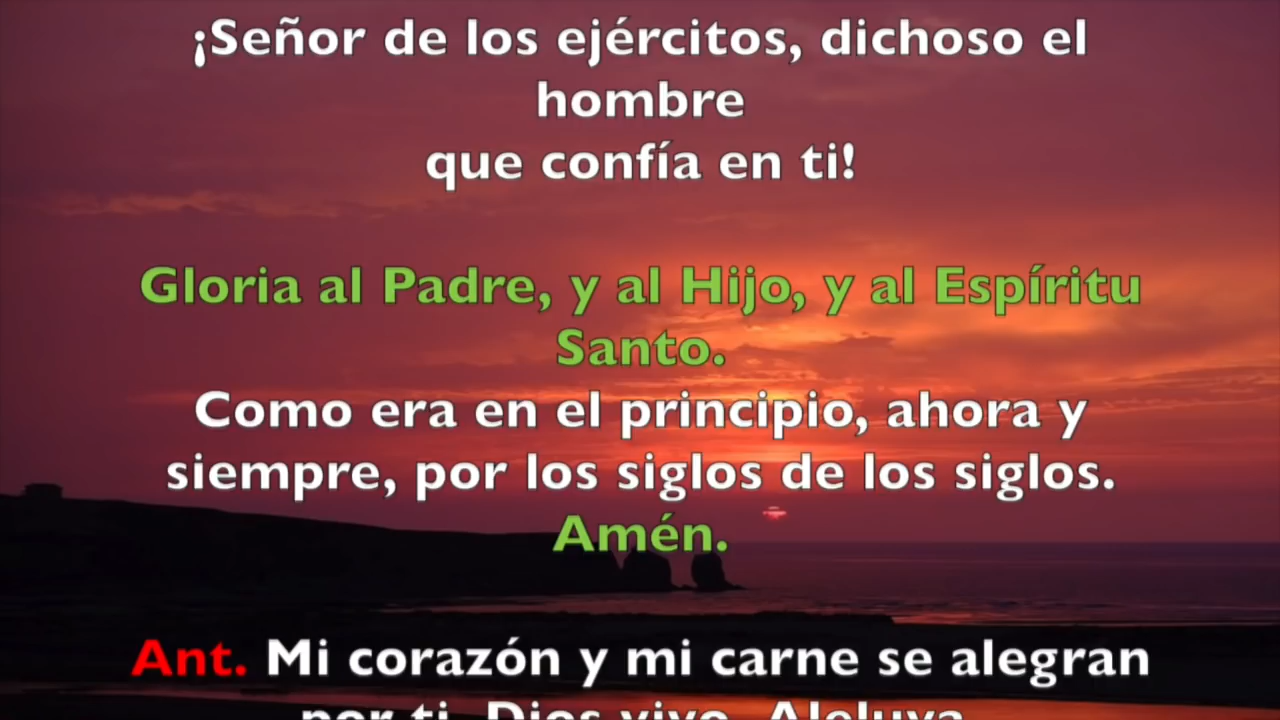 ¡Señor de los ejércitos, dichoso el
hombre
que confía en ti!
Gloria al Padre, y al Hijo, y al Espíritu
Santo.
Como era en el principio, ahora y
siempre, por los siglos de los siglos.
Amén.
Ant. Mi corazón y mi carne se alegran
por ti, Dios vivo. Aleluya.